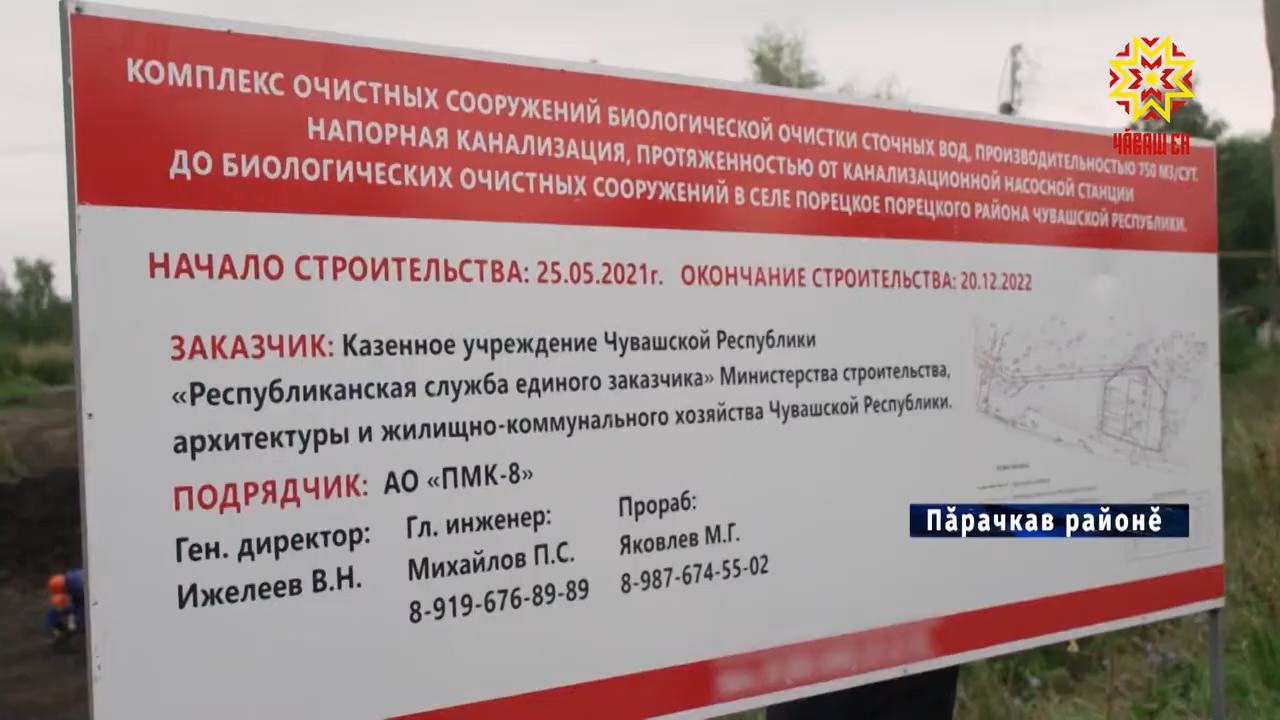 КОМПЛЕКС ОЧИСТНЫХ СООРУЖЕНИЙ БИОЛОГИЧЕСКОЙ ОЧИСТКИ СТОЧНЫХ ВОД, ПРОИЗВОДИТЕЛЬНОСТЬЮ 750 М3/СУТ.
НАПОРНАЯ КАНАЛИЗАЦИЯ, ПРОТЯЖЕННОСТЬЮ ОТ КАНАЛИЗАЦИОННОЙ НАСОСНОЙ СТАНЦИИ
ДО БИОЛОГИЧЕСКИХ ОЧИСТНЫХ СООРУЖЕНИЙ В СЕЛЕ ПОРЕЦКОЕ ПОРЕЦКОГО РАЙОНА ЧУВАШСКОЙ РЕСПУБЛИКИ.
ЧӐВАШ ЕН
НАЧАЛО СТРОИТЕЛЬСТВА: 25.05.2021г. ОКОНЧАНИЕ СТРОИТЕЛЬСТВА: 20.12.2022
ЗАКАЗЧИК: Казенное учреждение Чувашской Республики
«Республиканская служба единого заказчика» Министерства строительства,
архитектуры и жилищно-коммунального хозяйства Чувашской Республики.
ПОДРЯДЧИК: АО «ПМК-8»
Ген. директор: Гл. инженер: Прораб:
Ижелеев В.Н. Михайлов П.С. Яковлев М.Г.
8-919-676-89-89 8-987-674-55-02
Пӑрачкав районӗ